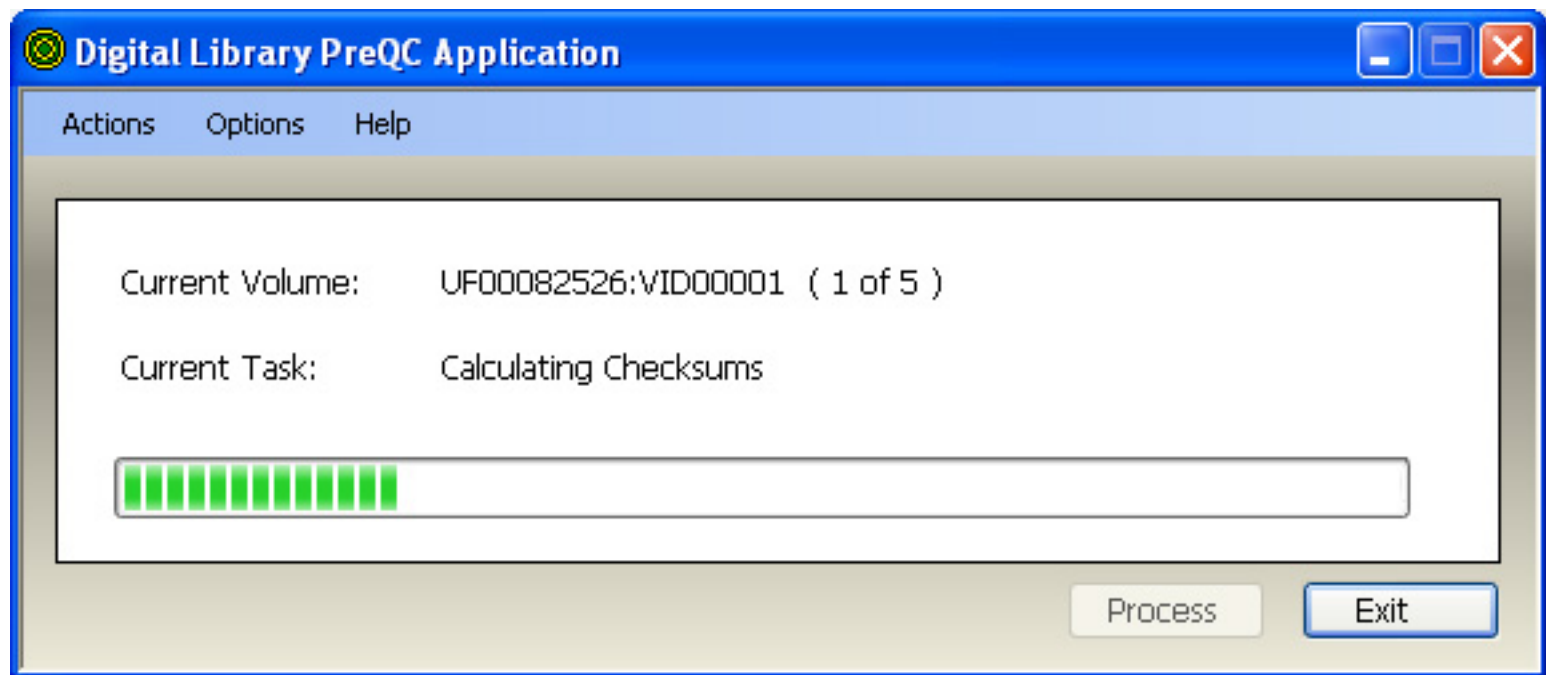 Digital Library PreQC Application
Actions Options Help
Current Volume: UF00082526:VID00001 ( 1 of 5 )
Current Task: Calculating Checksums
Process Exit